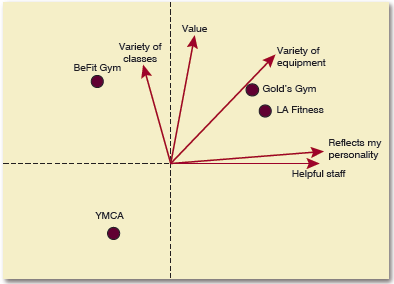 Value
Variety of
classes
Variety of
equipment
BeFit Gym
Gold's Gym
LA Fitness
Reflects my
personality
Helpful staff
YMCA